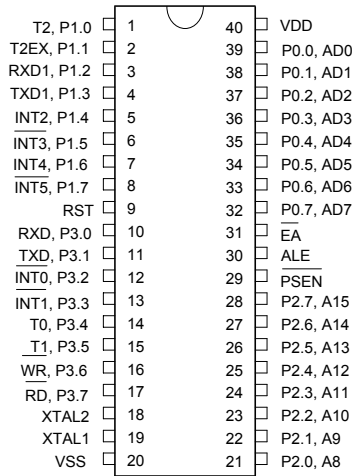 T2, P1.0 1 40 VDD
T2EX, P1.1 2 39 P0.0, AD0
RXD1, P1.2 3 38 P0.1, AD1
TXD1, P1.3 4 37 P0.2, AD2
INT2, P1.4 5 36 P0.3, AD3
INT3, P1.5 6 35 P0.4, AD4
INT4, P1.6 7 34 P0.5, AD5
INT5, P1.7 8 33 P0.6, AD6
RST 9 32 P0.7, AD7
RXD, P3.0 10 31 EA
TXD, P3.1 11 30 ALE
INT0, P3.2 12 29 PSEN
INT1, P3.3 13 28 P2.7, A15
T0, P3.4 14 27 P2.6, A14
T1, P3.5 15 26 P2.5, A13
WR, P3.6 16 25 P2.4, A12
RD, P3.7 17 24 P2.3, A11
XTAL2 18 23 P2.2, A10
XTAL1 19 22 P2.1, A9
VSS 20 21 P2.0, A8